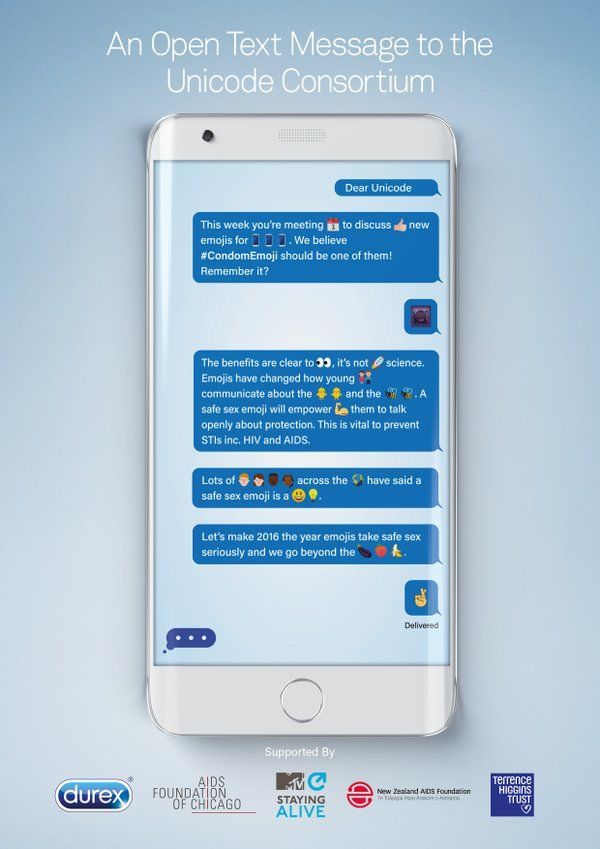 An Open Text Message to the
Unicode Consortium
Dear Unicode
This week you're meeting to discuss new
emojis for . We believe
#CondomEmoji should be one of them!
Remember it?
The benefits are clear to , it's not science.
Emojis have changed how young
communicate about the and the . A
safe sex emoji will empower them to talk
openly about protection. This is vital to prevent
STIs inc. HIV and AIDS.
Lots of across the have said a
safe sex emoji is a .
Let's make 2016 the year emojis take safe sex
seriously and we go beyond the .
Delivered
Supported By
durex®
AIDS
FOUNDATION
OF CHICAGO
MTV
STAYING
ALIVE
New Zealand AIDS Foundation
TERRENCE
HIGGINS
TRUST